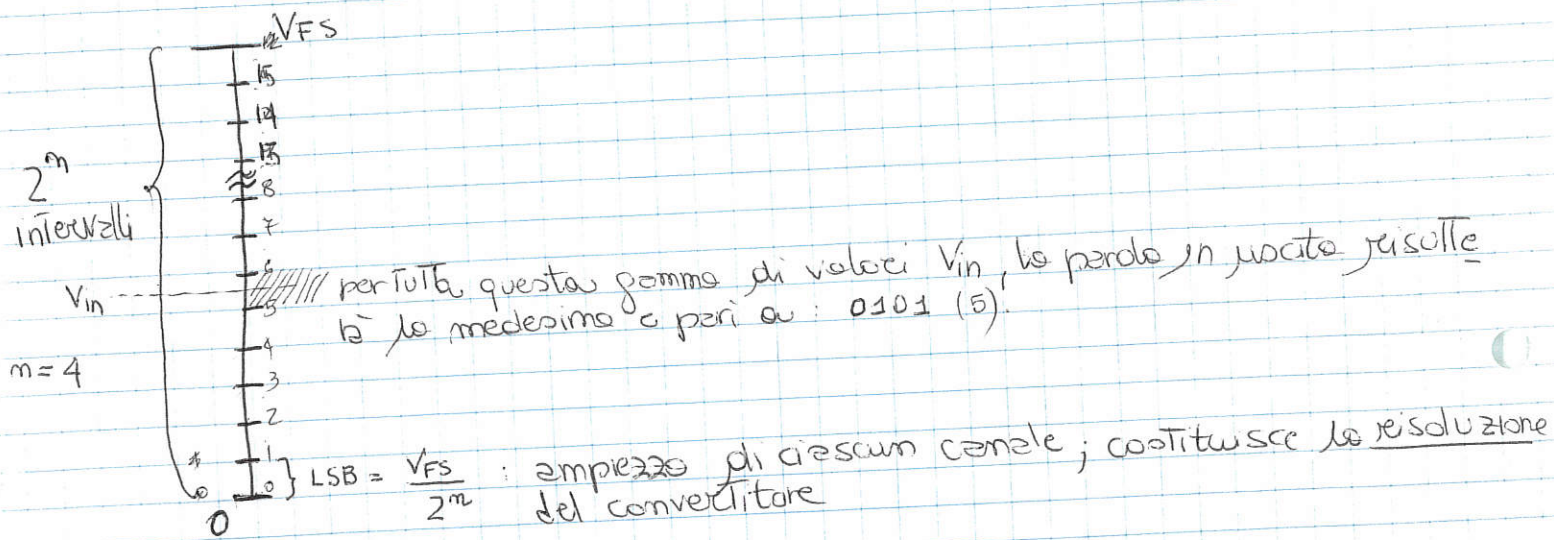 VFS
15
14
13
8
7
6
5
4
3
2
1
0
0
2^n
intervalli
Vin
n=4
per tutta questa gamma di valori Vin, la parola in uscita risulte
rà la medesima e pari a: 0101 (5).
LSB = VFS / 2^n : ampiezza di ciascun canale; costituisce la risoluzione
del convertitore